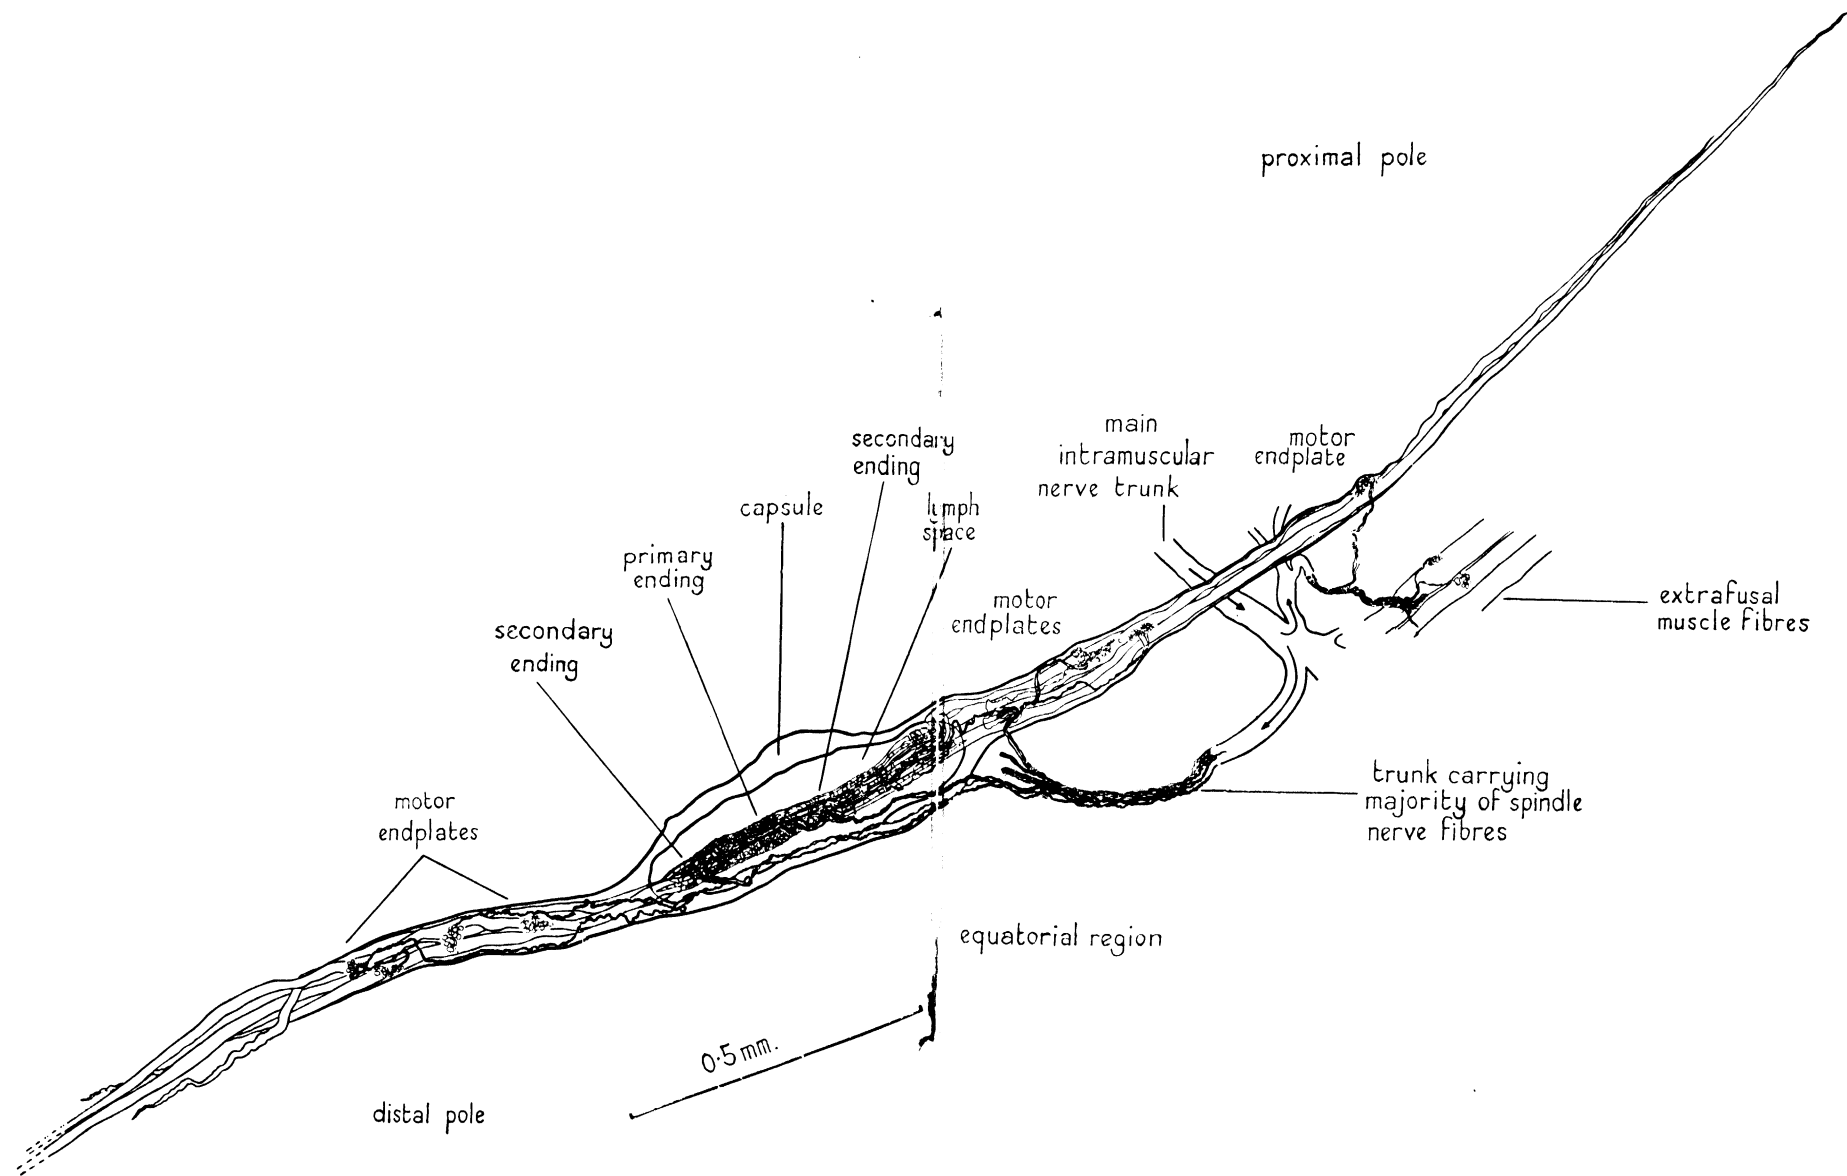 proximal pole
main
intramuscular
nerve trunk
motor
endplate
secondary
ending
capsule
lymph
space
primary
ending
motor
endplates
secondary
ending
extrafusal
muscle fibres
trunk carrying
majority of spindle
nerve fibres
motor
endplates
equatorial region
0·5 mm.
distal pole